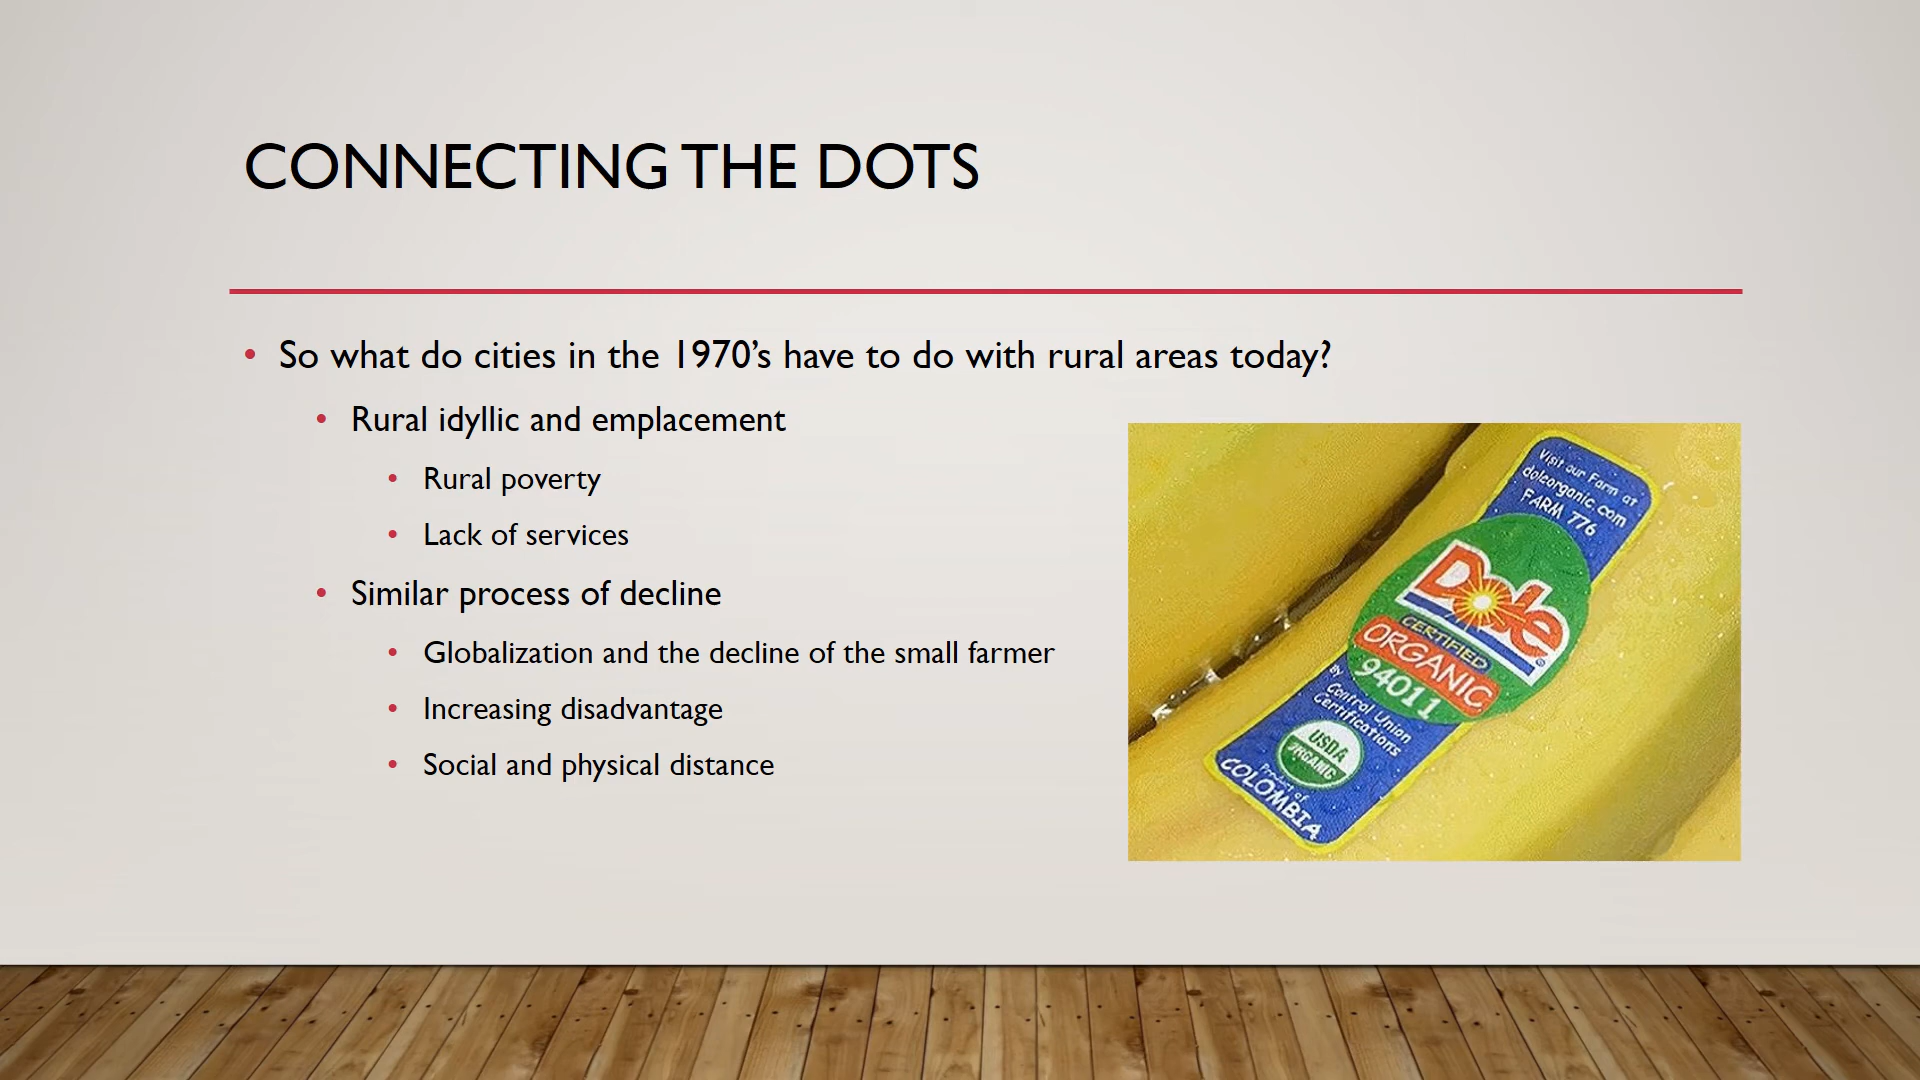 CONNECTING THE DOTS
• So what do cities in the 1970's have to do with rural areas today?
• Rural idyllic and emplacement
• Rural poverty
• Lack of services
• Similar process of decline
• Globalization and the decline of the small farmer
• Increasing disadvantage
• Social and physical distance
Visit our Farm at
doleorganic.com
FARM 776
Dole®
CERTIFIED
ORGANIC
94011
By Control Union
Certifications
USDA
ORGANIC
Product of
COLOMBIA